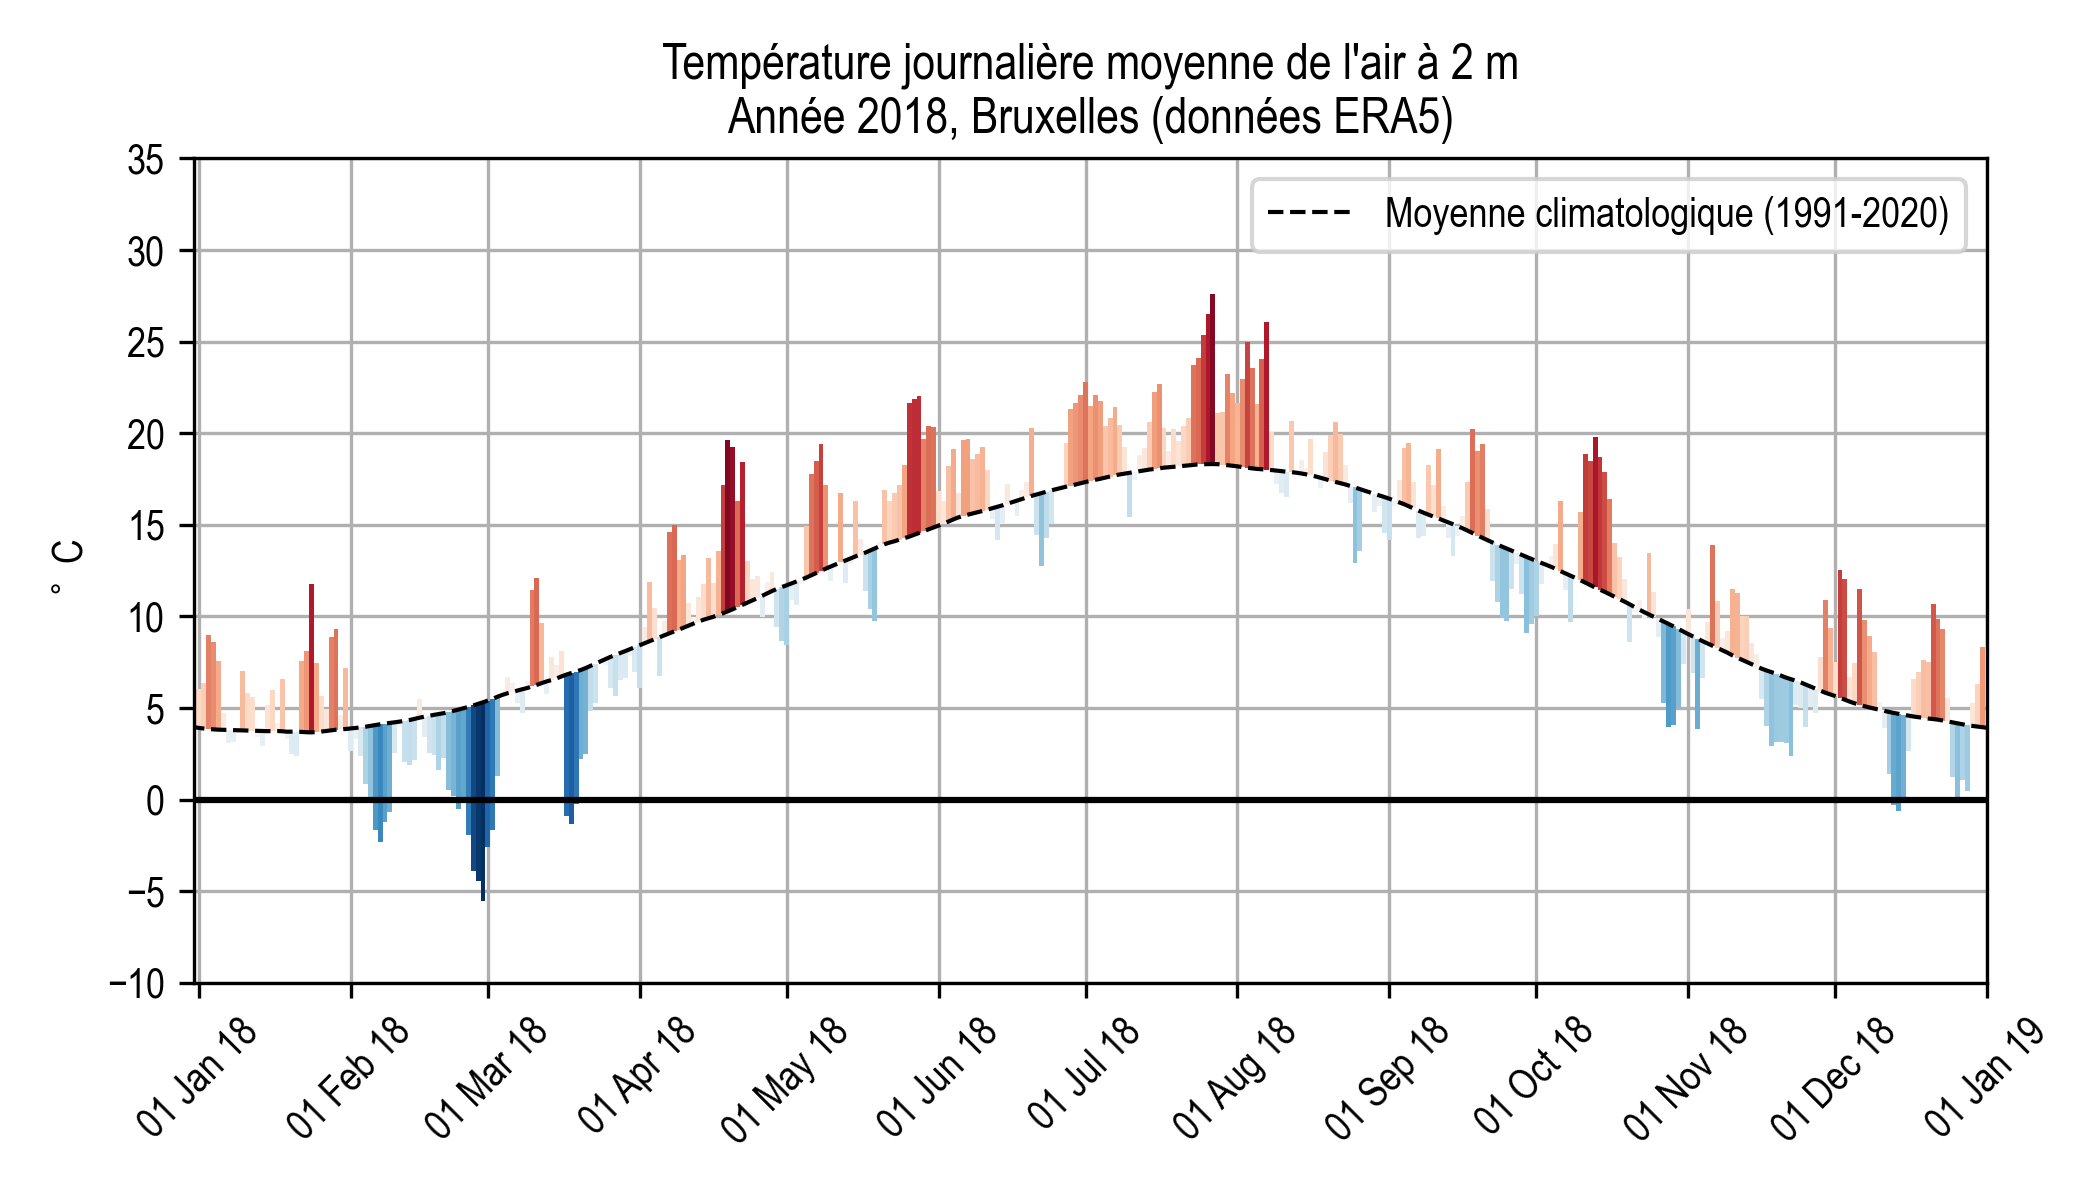 Température journalière moyenne de l'air à 2 m
Année 2018, Bruxelles (données ERA5)
Moyenne climatologique (1991-2020)
° C
35
30
25
20
15
10
5
0
−5
−10
01 Jan 18
01 Feb 18
01 Mar 18
01 Apr 18
01 May 18
01 Jun 18
01 Jul 18
01 Aug 18
01 Sep 18
01 Oct 18
01 Nov 18
01 Dec 18
01 Jan 19